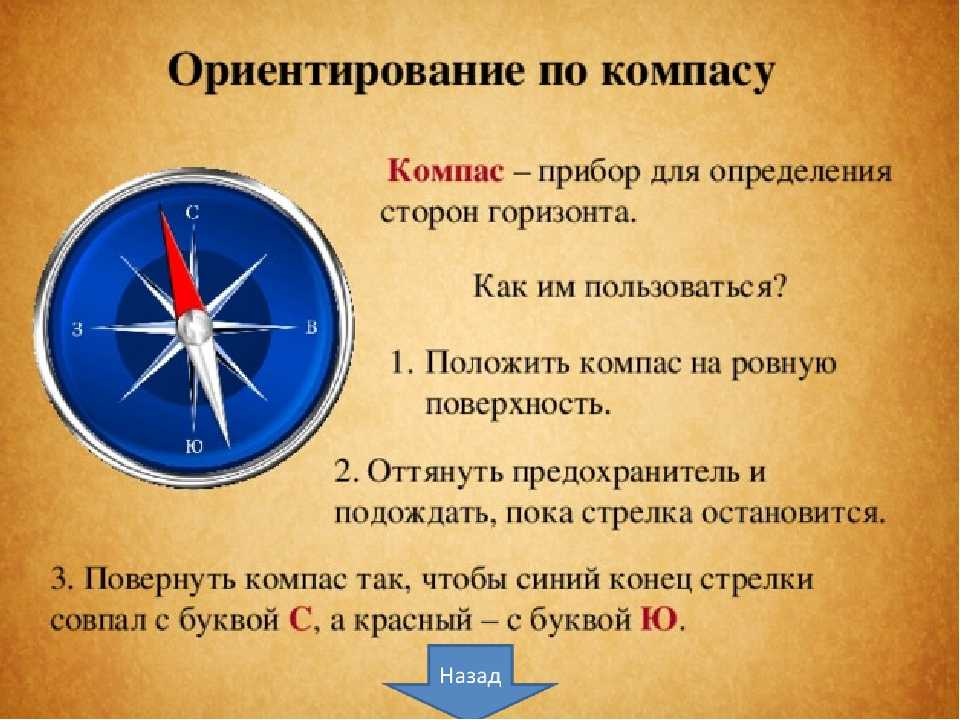 Ориентирование по компасу
Компас – прибор для определения
сторон горизонта.
Как им пользоваться?
С
З
В
Ю
1. Положить компас на ровную
поверхность.
2. Оттянуть предохранитель и
подождать, пока стрелка остановится.
3. Повернуть компас так, чтобы синий конец стрелки
совпал с буквой С, а красный – с буквой Ю.
Назад